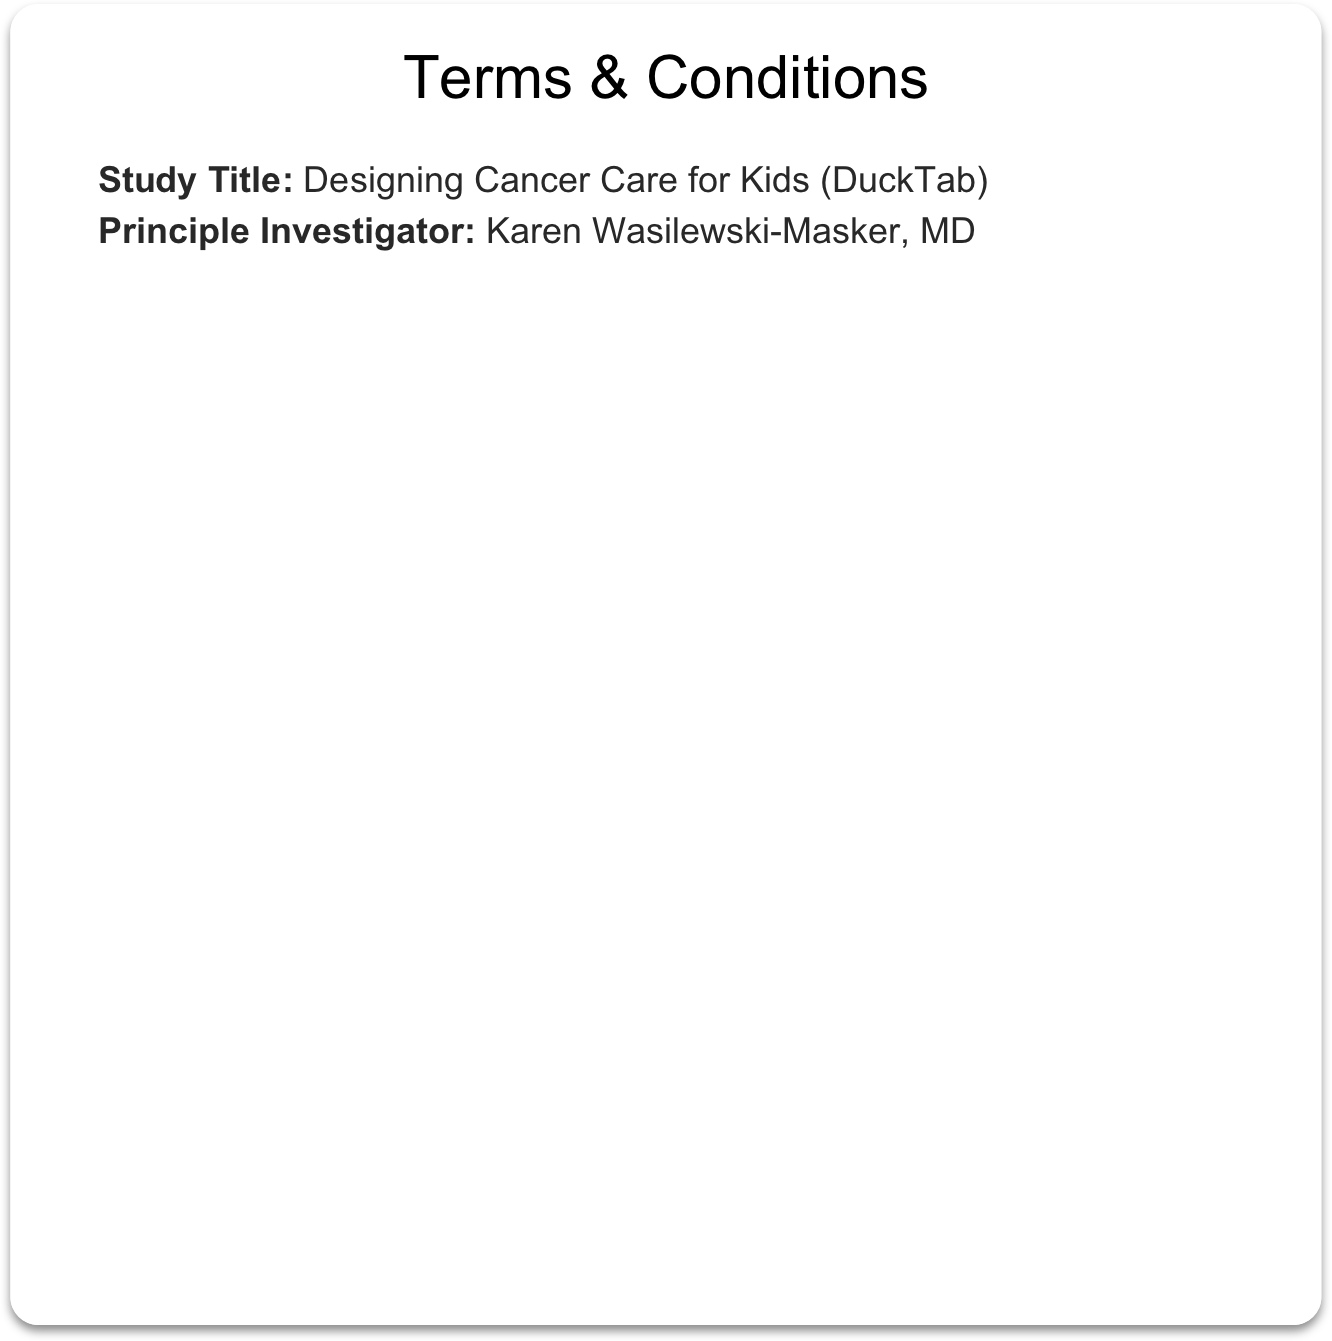 Terms & Conditions
Study Title: Designing Cancer Care for Kids (DuckTab)
Principle Investigator: Karen Wasilewski-Masker, MD